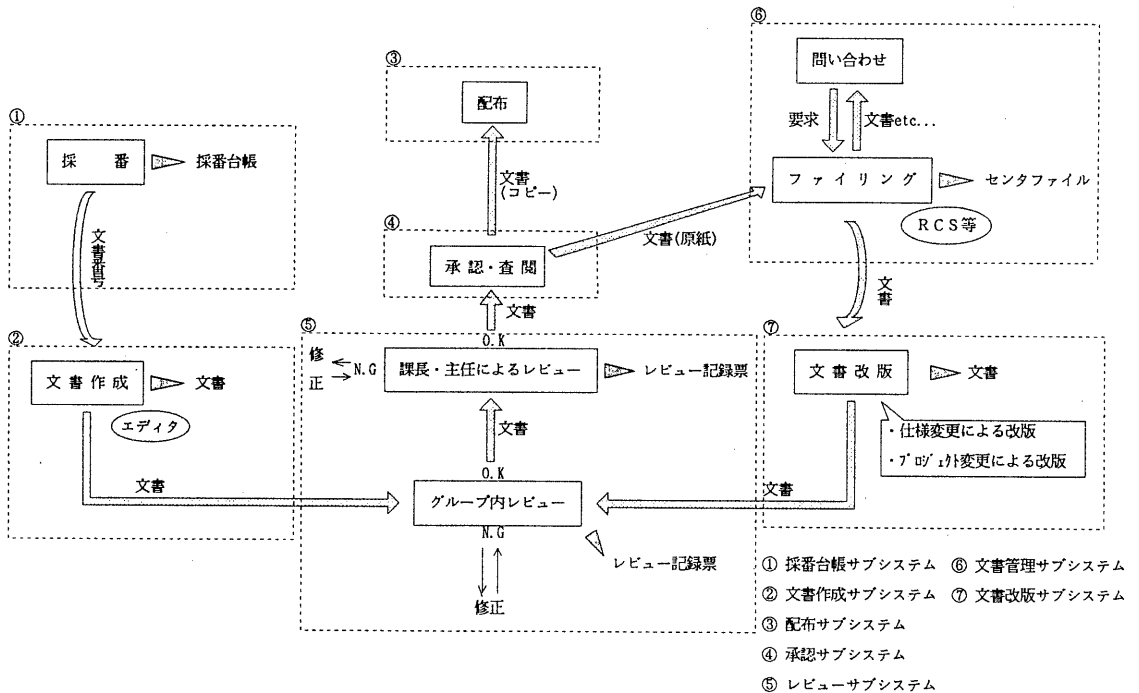 ①
採 番
採番台帳
文書番号
②
文書作成
文書
エディタ
文書
③
配布
文書
(コピー)
④
承認・査閲
文書(原紙)
文書
⑤
O.K
課長・主任によるレビュー
N.G
修
正
レビュー記録票
文書
O.K
グループ内レビュー
N.G
修正
レビュー記録票
⑥
問い合わせ
要求
文書etc...
ファイリング
センタファイル
RCS等
文書
⑦
文書改版
文書
・仕様変更による改版
・プロジェクト変更による改版
文書
① 採番台帳サブシステム ⑥ 文書管理サブシステム
② 文書作成サブシステム ⑦ 文書改版サブシステム
③ 配布サブシステム
④ 承認サブシステム
⑤ レビューサブシステム